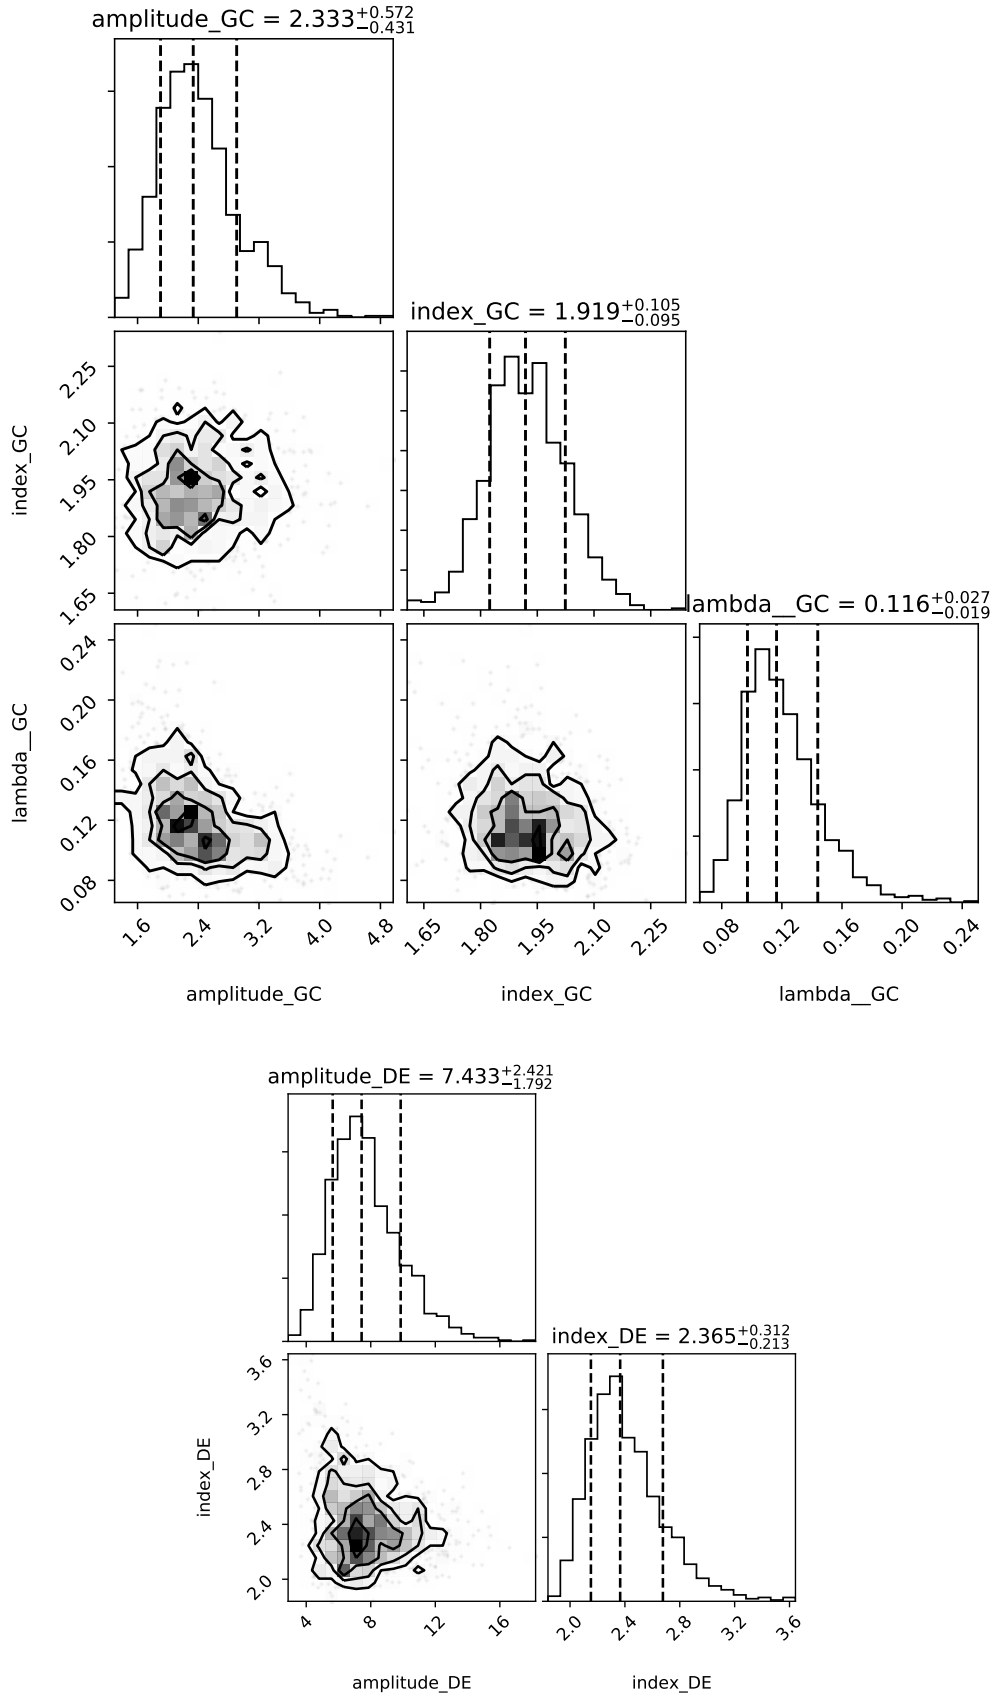 amplitude_GC = 2.333+0.572 −0.431
index_GC = 1.919+0.105 −0.095
2.25
2.10
1.95
1.80
1.65
index_GC
lambda__GC = 0.116+0.027 −0.019
0.24
0.20
0.16
0.12
0.08
lambda__GC
1.6 2.4 3.2 4.0 4.8
1.65 1.80 1.95 2.10 2.25
0.08 0.12 0.16 0.20 0.24
amplitude_GC index_GC lambda__GC
amplitude_DE = 7.433+2.421 −1.792
index_DE = 2.365+0.312 −0.213
3.6
3.2
2.8
2.4
2.0
index_DE
4 8 12 16
2.0 2.4 2.8 3.2 3.6
amplitude_DE index_DE